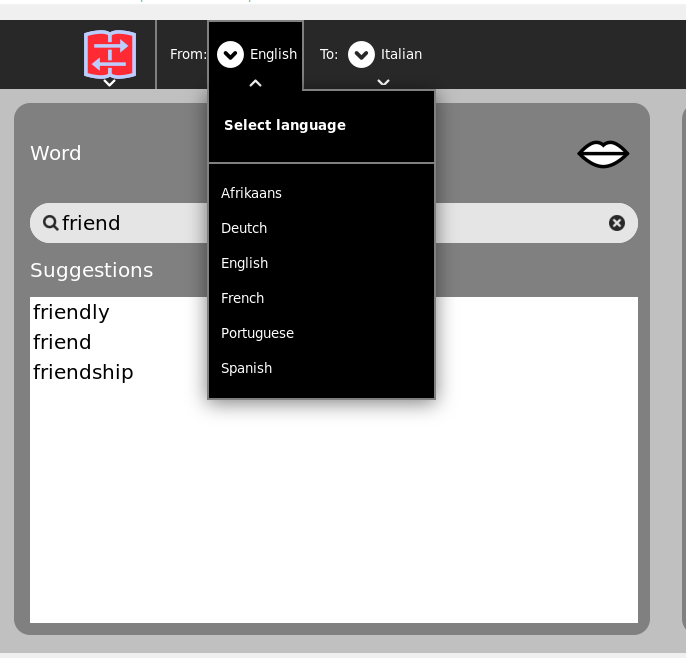 From: English To: Italian
Select language
Afrikaans
Deutch
English
French
Portuguese
Spanish
Word
friend
Suggestions
friendly
friend
friendship